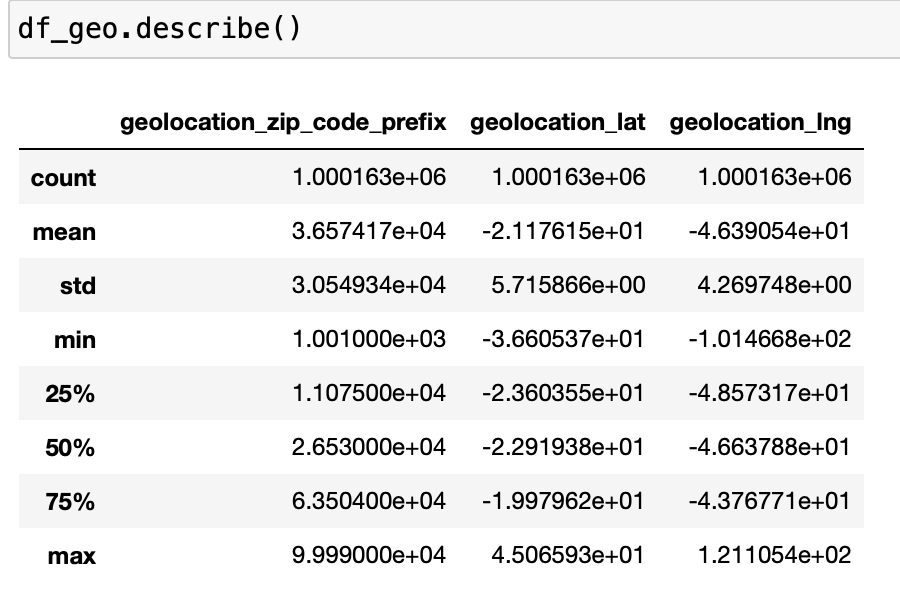 df_geo.describe()
geolocation_zip_code_prefix geolocation_lat geolocation_lng
count 1.000163e+06 1.000163e+06 1.000163e+06
mean 3.657417e+04 -2.117615e+01 -4.639054e+01
std 3.054934e+04 5.715866e+00 4.269748e+00
min 1.001000e+03 -3.660537e+01 -1.014668e+02
25% 1.107500e+04 -2.360355e+01 -4.857317e+01
50% 2.653000e+04 -2.291938e+01 -4.663788e+01
75% 6.350400e+04 -1.997962e+01 -4.376771e+01
max 9.999000e+04 4.506593e+01 1.211054e+02